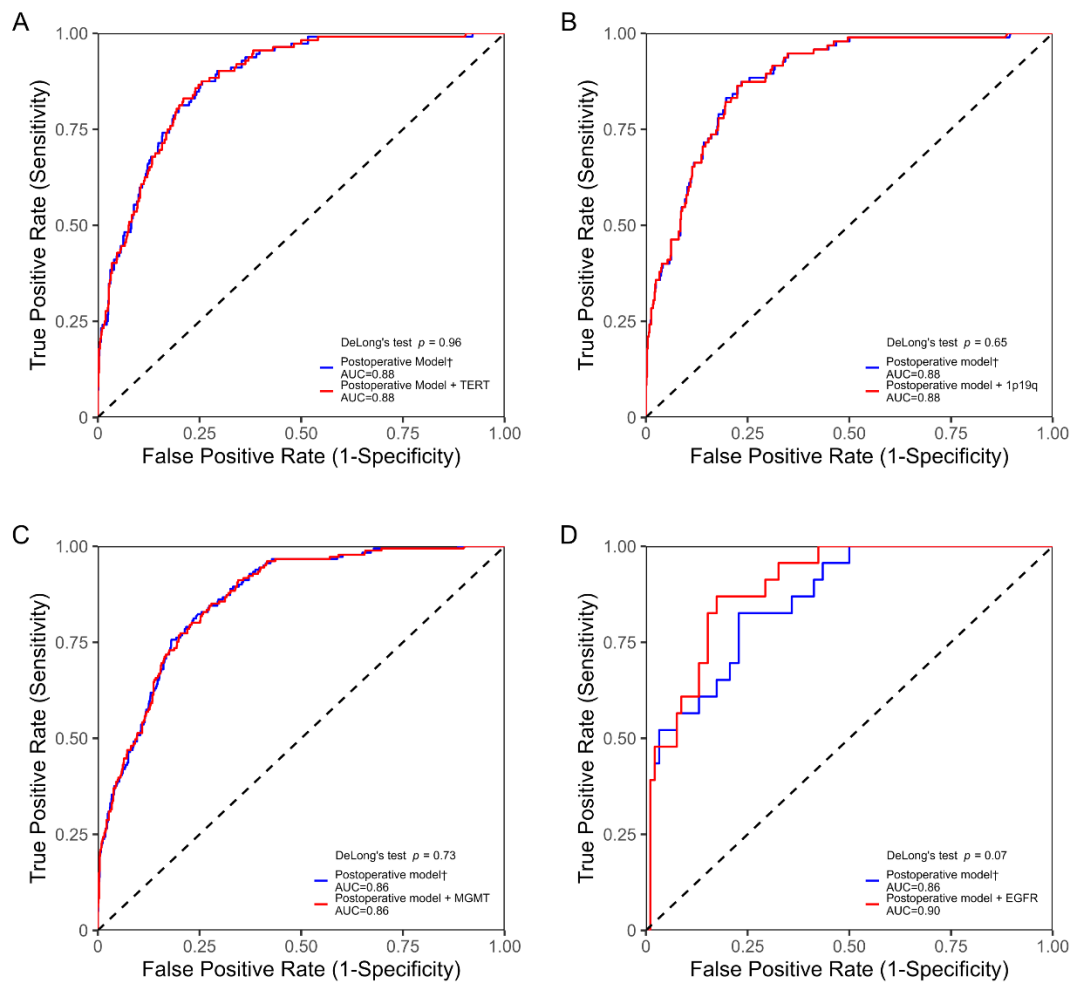 A
True Positive Rate (Sensitivity)
1.00
0.75
0.50
0.25
0
DeLong's test p = 0.96
Postoperative Model†
AUC=0.88
Postoperative Model + TERT
AUC=0.88
0 0.25 0.50 0.75 1.00
False Positive Rate (1-Specificity)
B
True Positive Rate (Sensitivity)
1.00
0.75
0.50
0.25
0
DeLong's test p = 0.65
Postoperative model†
AUC=0.88
Postoperative model + 1p19q
AUC=0.88
0 0.25 0.50 0.75 1.00
False Positive Rate (1-Specificity)
C
True Positive Rate (Sensitivity)
1.00
0.75
0.50
0.25
0
DeLong's test p = 0.73
Postoperative model†
AUC=0.86
Postoperative model + MGMT
AUC=0.86
0 0.25 0.50 0.75 1.00
False Positive Rate (1-Specificity)
D
True Positive Rate (Sensitivity)
1.00
0.75
0.50
0.25
0
DeLong's test p = 0.07
Postoperative model†
AUC=0.86
Postoperative model + EGFR
AUC=0.90
0 0.25 0.50 0.75 1.00
False Positive Rate (1-Specificity)